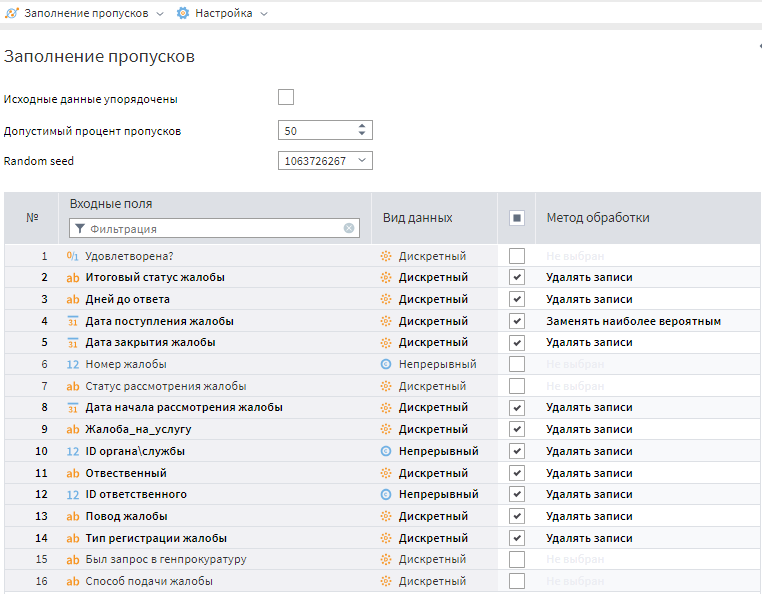 Заполнение пропусков Настройка
Заполнение пропусков
Исходные данные упорядочены
Допустимый процент пропусков 50
Random seed 1063726267
№ Входные поля Вид данных Метод обработки
Фильтрация
1 0/1 Удовлетворена? Дискретный Не выбран
2 ab Итоговый статус жалобы Дискретный Удалять записи
3 ab Дней до ответа Дискретный Удалять записи
4 31 Дата поступления жалобы Дискретный Заменять наиболее вероятным
5 31 Дата закрытия жалобы Дискретный Удалять записи
6 12 Номер жалобы Непрерывный Не выбран
7 ab Статус рассмотрения жалобы Дискретный Не выбран
8 31 Дата начала рассмотрения жалобы Дискретный Удалять записи
9 ab Жалоба_на_услугу Дискретный Удалять записи
10 12 ID органа\службы Непрерывный Удалять записи
11 ab Отвественный Дискретный Удалять записи
12 12 ID ответственного Непрерывный Удалять записи
13 ab Повод жалобы Дискретный Удалять записи
14 ab Тип регистрации жалобы Дискретный Удалять записи
15 ab Был запрос в генпрокуратуру Дискретный Не выбран
16 ab Способ подачи жалобы Дискретный Не выбран